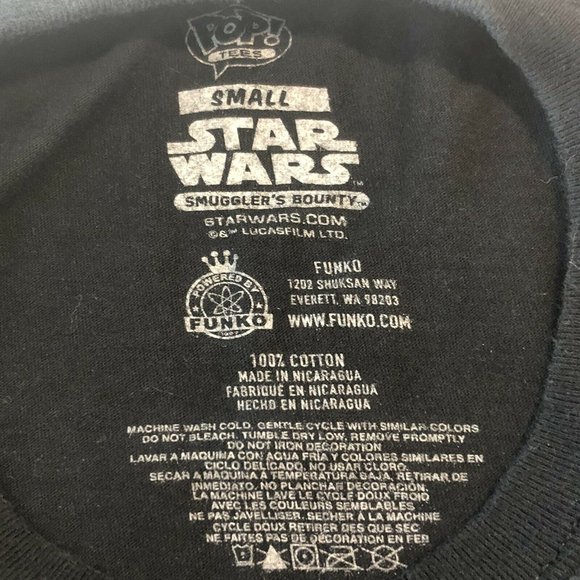 POP!
TEES
SMALL
STAR
WARS
™
SMUGGLER'S BOUNTY™
STARWARS.COM
©&™ LUCASFILM LTD.
POWERED BY
FUNKO
FUNKO
1202 SHUKSAN WAY
EVERETT, WA 98203
WWW.FUNKO.COM
100% COTTON
MADE IN NICARAGUA
FABRIQUÉ EN NICARAGUA
HECHO EN NICARAGUA
MACHINE WASH COLD, GENTLE CYCLE WITH SIMILAR COLORS
DO NOT BLEACH. TUMBLE DRY LOW, REMOVE PROMPTLY
DO NOT IRON DECORATION
LAVAR A MAQUINA CON AGUA FRIA Y COLORES SIMILARES EN
CICLO DELICADO. NO USAR CLORO.
SECAR A MAQUINA A TEMPERATURA BAJA, RETIRAR DE
INMEDIATO. NO PLANCHAR DECORACIÓN.
LA MACHINE LAVE LE CYCLE DOUX FROID
AVEC LES COULEURS SEMBLABLES
NE PAS JAVELLISER. SECHER À LA MACHINE
CYCLE DOUX RETIRER DES QUE SEC
NE FAITES PAS DE DÉCORATION EN FER